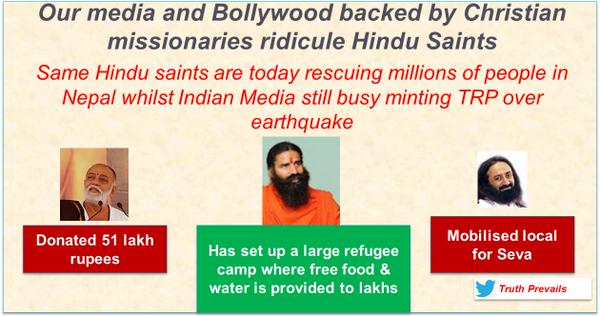 Our media and Bollywood backed by Christian
missionaries ridicule Hindu Saints
Same Hindu saints are today rescuing millions of people in
Nepal whilst Indian Media still busy minting TRP over
earthquake
Donated 51 lakh
rupees
Has set up a large refugee
camp where free food &
water is provided to lakhs
Mobilised local
for Seva
Truth Prevails